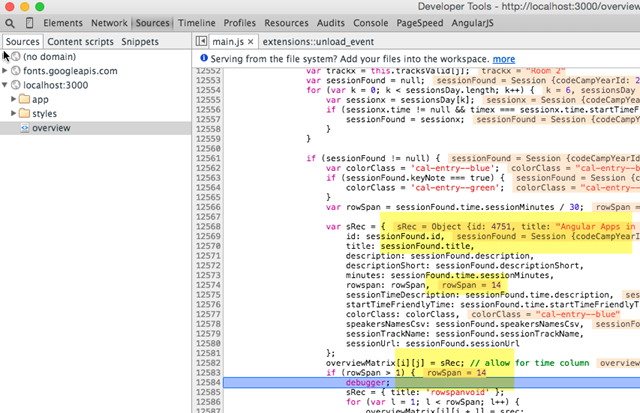 Developer Tools - http://localhost:3000/overview
Elements Network Sources Timeline Profiles Resources Audits Console PageSpeed AngularJS
Sources Content scripts Snippets
main.js × extensions::unload_event
(no domain)
fonts.googleapis.com
localhost:3000
app
styles
overview
Serving from the file system? Add your files into the workspace. more
12552 var trackx = this.tracksValid[j]; trackx = "Room 2"
12553 var sessionFound = null; sessionFound = Session {codeCampYearId: 2
12554 for (var k = 0; k < sessionsDay.length; k++) { k = 6, sessionsDay
12555 var sessionx = sessionsDay[k]; sessionx = Session {codeCampYear
12556 if (sessionx.time != null && timex === sessionx.time.startTimeF
12557 sessionFound = sessionx; sessionFound = Session {codeCampYear
12558 }
12559 }
12560
12561 if (sessionFound != null) { sessionFound = Session {codeCampYearId
12562 var colorClass = 'cal-entry--blue'; colorClass = "cal-entry--blue"
12563 if (sessionFound.keyNote === true) { sessionFound = Session {code
12564 colorClass = 'cal-entry--green'; colorClass = "cal-entry--blue"
12565 }
12566 var rowSpan = sessionFound.time.sessionMinutes / 30; rowSpan =
12567
12568 var sRec = { sRec = Object {id: 4751, title: "Angular Apps in
12569 id: sessionFound.id, sessionFound = Session {codeCampYearI
12570 title: sessionFound.title,
12571 description: sessionFound.description,
12572 descriptionShort: sessionFound.descriptionShort,
12573 minutes: sessionFound.time.sessionMinutes,
12574 rowspan: rowSpan, rowSpan = 14
12575 sessionTimeDescription: sessionFound.time.description,
12576 startTimeFriendlyTime: sessionFound.time.startTimeFriendlyT
12577 colorClass: colorClass, colorClass = "cal-entry--blue"
12578 speakersNamesCsv: sessionFound.speakersNamesCsv,
12579 sessionTrackName: sessionFound.sessionTrackName,
12580 sessionUrl: sessionFound.sessionUrl
12581 };
12582 overviewMatrix[i][j] = sRec; // allow for time column
12583 if (rowSpan > 1) { rowSpan = 14
12584 debugger;
12585 sRec = { title: 'rowspanvoid' };
12586 for (var l = 1; l < rowSpan; l++) {
12587 overviewMatrix[i][j + l] = sRec;